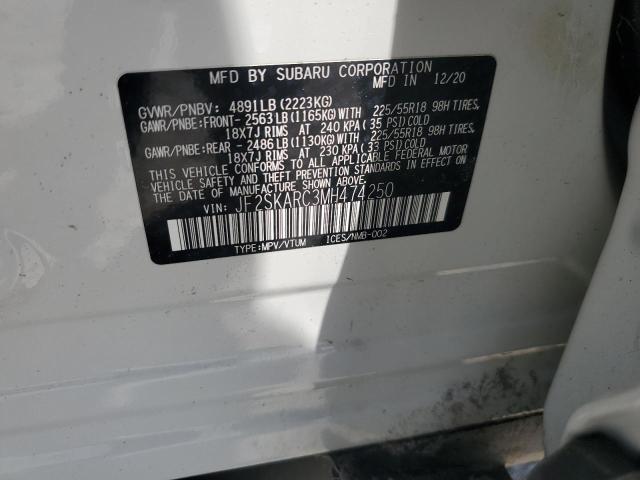 MFD BY SUBARU CORPORATION
MFD IN 12/20
GVWR/PNBV: 4891LB (2223KG)
GAWR/PNBE:FRONT- 2563LB (1165KG) WITH 225/55R18 98H TIRES,
18X7J RIMS AT 240 KPA (35 PSI) COLD
GAWR/PNBE:REAR - 2486LB (1130KG) WITH 225/55R18 98H TIRES,
18X7J RIMS AT 230 KPA (33 PSI) COLD
THIS VEHICLE CONFORMS TO ALL APPLICABLE FEDERAL MOTOR
VEHICLE SAFETY AND THEFT PREVENTION STANDARDS IN EFFECT
ON THE DATE OF MANUFACTURE SHOWN ABOVE.
VIN: JF2SKARC3MH474250
TYPE:MPV/VTUM ICES/NMB-002